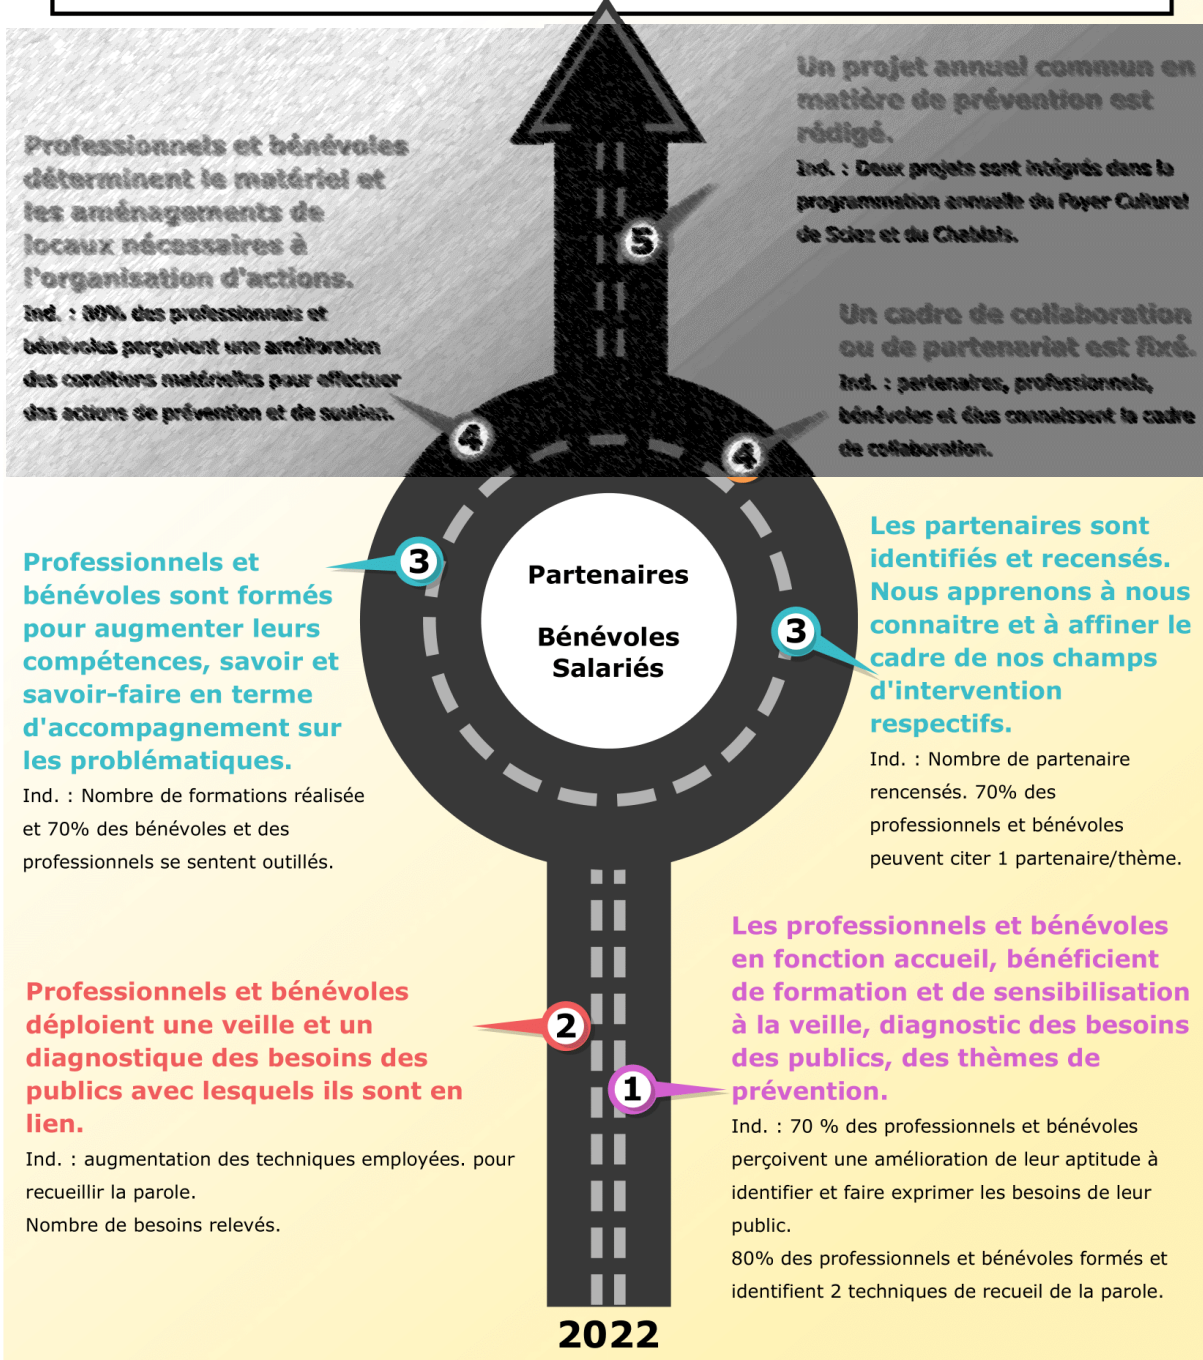 Un projet annuel commun en
matière de prévention est
rédigé.
Ind. : Deux projets sont intégrés dans la
programmation annuelle du Foyer Culturel
de Sciez et du Chablais.
5
Professionnels et bénévoles
déterminent le matériel et
les aménagements de
locaux nécessaires à
l'organisation d'actions.
Ind. : 80% des professionnels et
bénévoles perçoivent une amélioration
des conditions matérielles pour effectuer
des actions de prévention et de soutien.
4
Un cadre de collaboration
ou de partenariat est fixé.
Ind. : partenaires, professionnels,
bénévoles et élus connaissent le cadre
de collaboration.
4
Professionnels et
bénévoles sont formés
pour augmenter leurs
compétences, savoir et
savoir-faire en terme
d'accompagnement sur
les problématiques.
Ind. : Nombre de formations réalisée
et 70% des bénévoles et des
professionnels se sentent outillés.
3
Partenaires
Bénévoles
Salariés
3
Les partenaires sont
identifiés et recensés.
Nous apprenons à nous
connaitre et à affiner le
cadre de nos champs
d'intervention
respectifs.
Ind. : Nombre de partenaire
rencensés. 70% des
professionnels et bénévoles
peuvent citer 1 partenaire/thème.
Professionnels et bénévoles
déploient une veille et un
diagnostique des besoins des
publics avec lesquels ils sont en
lien.
Ind. : augmentation des techniques employées. pour
recueillir la parole.
Nombre de besoins relevés.
2
1
Les professionnels et bénévoles
en fonction accueil, bénéficient
de formation et de sensibilisation
à la veille, diagnostic des besoins
des publics, des thèmes de
prévention.
Ind. : 70 % des professionnels et bénévoles
perçoivent une amélioration de leur aptitude à
identifier et faire exprimer les besoins de leur
public.
80% des professionnels et bénévoles formés et
identifient 2 techniques de recueil de la parole.
2022